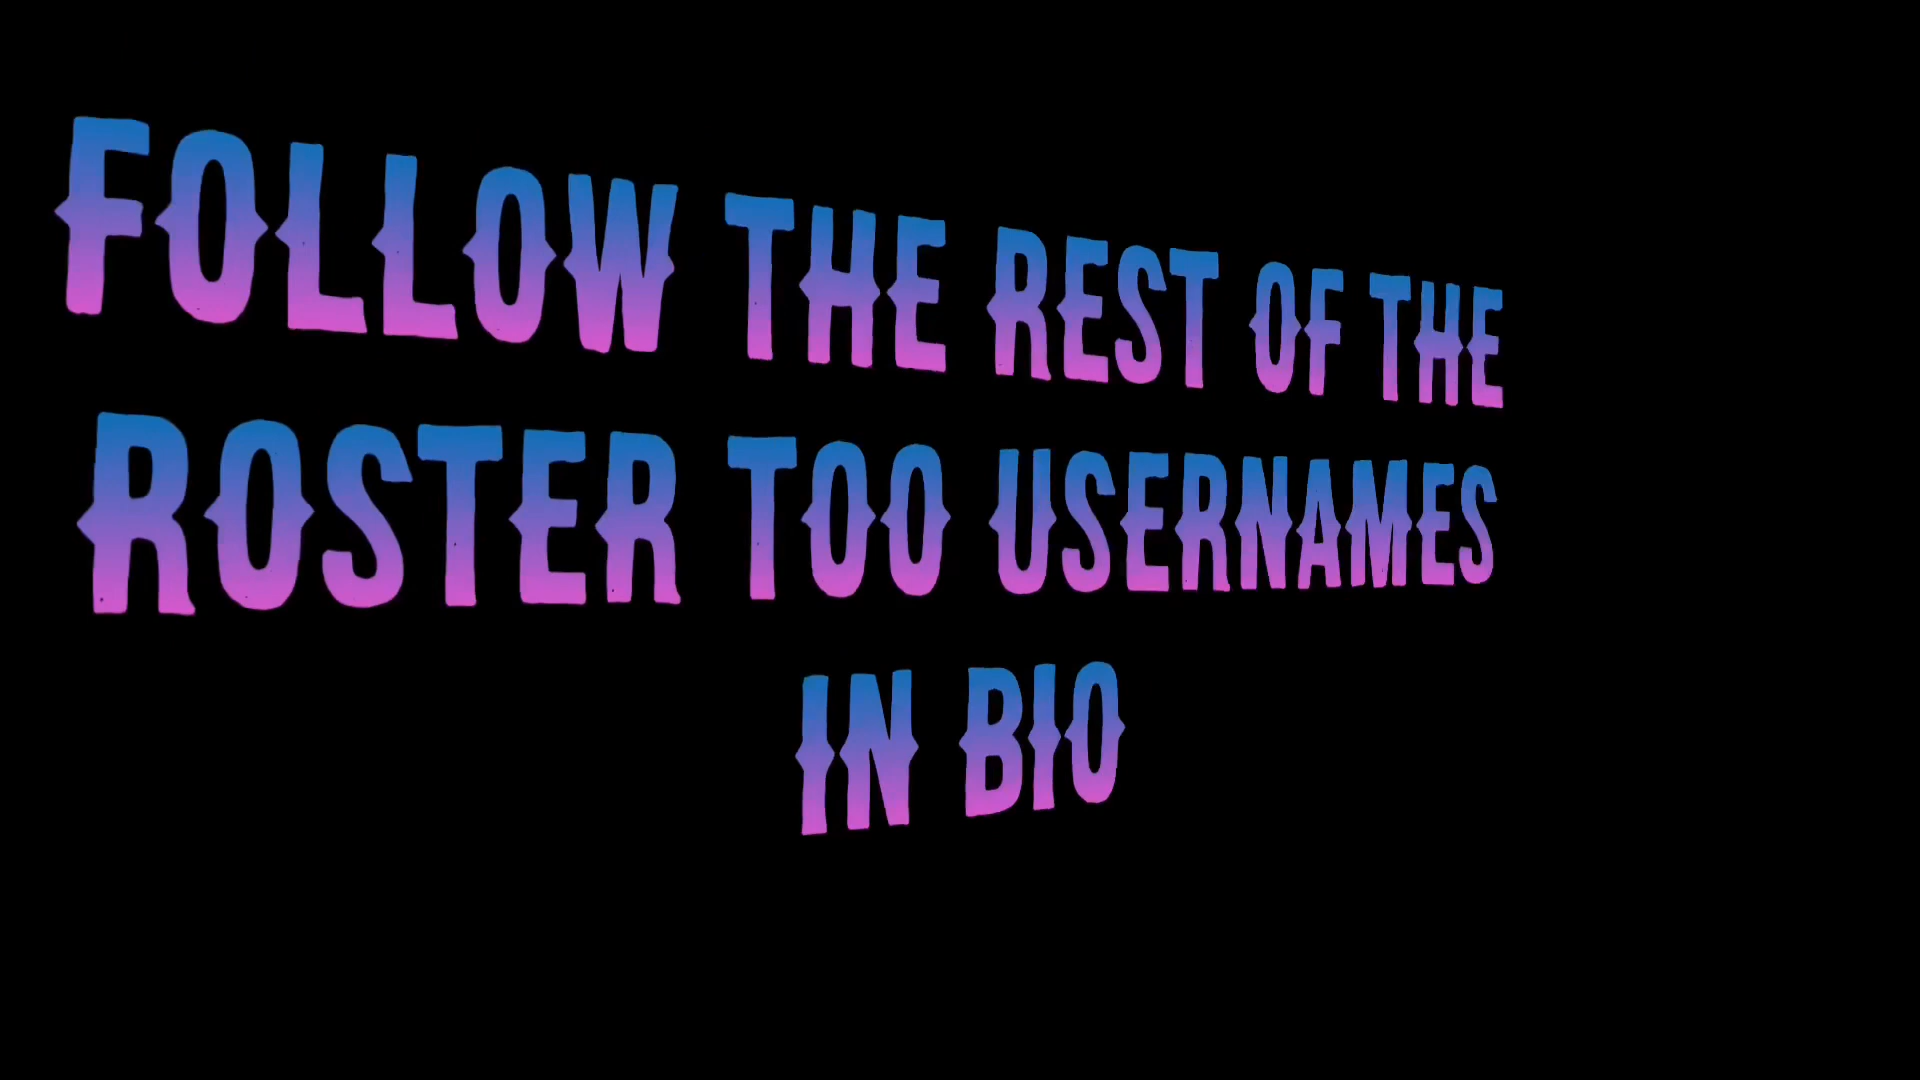 FOLLOW THE REST OF THE
ROSTER TOO USERNAMES
IN BIO